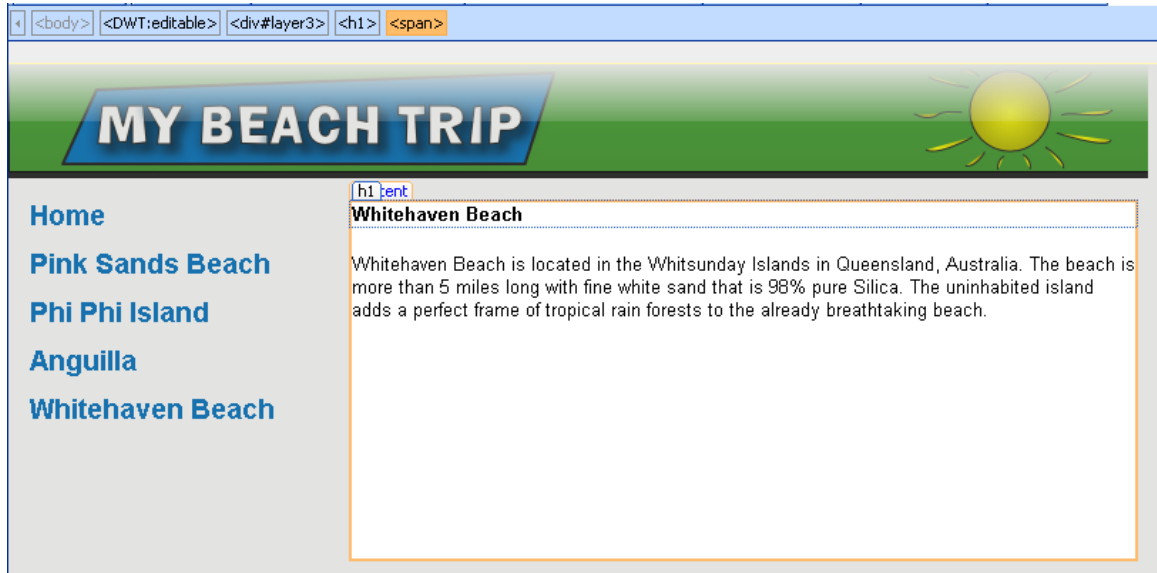 <body> <DWT:editable> <div#layer3> <h1> <span>
MY BEACH TRIP
h1
Home
Pink Sands Beach
Phi Phi Island
Anguilla
Whitehaven Beach
Whitehaven Beach
Whitehaven Beach is located in the Whitsunday Islands in Queensland, Australia. The beach is
more than 5 miles long with fine white sand that is 98% pure Silica. The uninhabited island
adds a perfect frame of tropical rain forests to the already breathtaking beach.